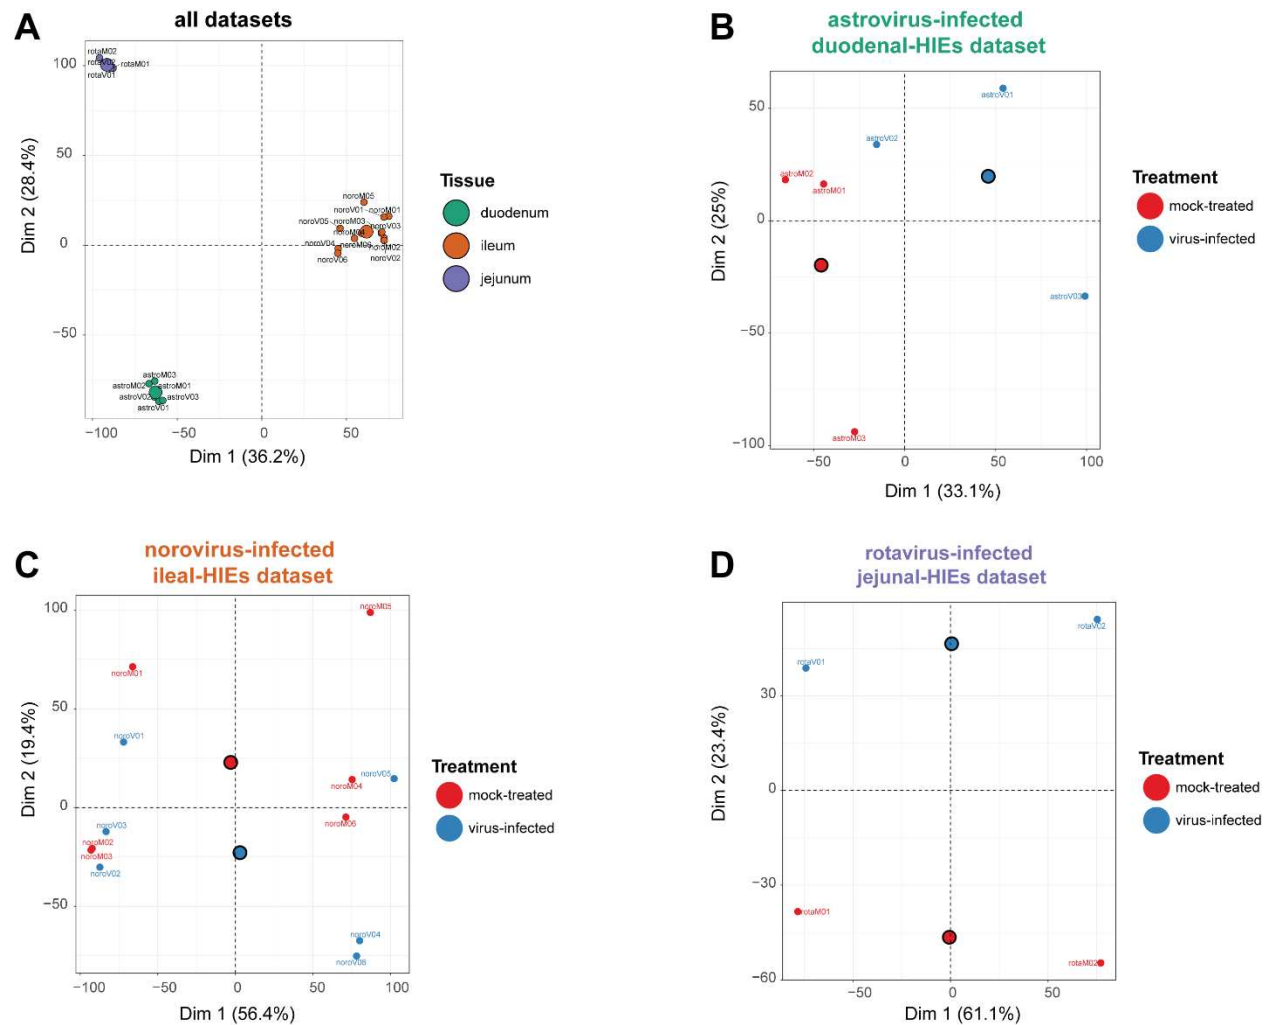 A
all datasets
rotaM02
rotaV02
rotaM01
rotaV01
100
50
0
−50
noroM05
noroV01
noroM01
noroV05
noroM03
noroV03
noroM04
noroV04
noroM06
noroM02
noroV06
noroV02
astroM03
astroM02
astroM01
astroV02
astroV03
astroV01
−100
−50
0
50
Dim 1 (36.2%)
Dim 2 (28.4%)
Tissue
duodenum
ileum
jejunum
B
astrovirus-infected
duodenal-HIEs dataset
astroV01
astroV02
astroM02
astroM01
astroV03
astroM03
50
0
−50
−100
−50
0
50
100
Dim 1 (33.1%)
Dim 2 (25%)
Treatment
mock-treated
virus-infected
C
norovirus-infected
ileal-HIEs dataset
noroM05
noroM01
noroV01
noroV05
noroM04
noroM06
noroV03
noroM02
noroM03
noroV02
noroV04
noroV06
100
50
0
−50
−100
−50
0
50
100
Dim 1 (56.4%)
Dim 2 (19.4%)
Treatment
mock-treated
virus-infected
D
rotavirus-infected
jejunal-HIEs dataset
rotaV02
rotaV01
rotaM01
rotaM02
30
0
−30
−60
−50
0
50
Dim 1 (61.1%)
Dim 2 (23.4%)
Treatment
mock-treated
virus-infected